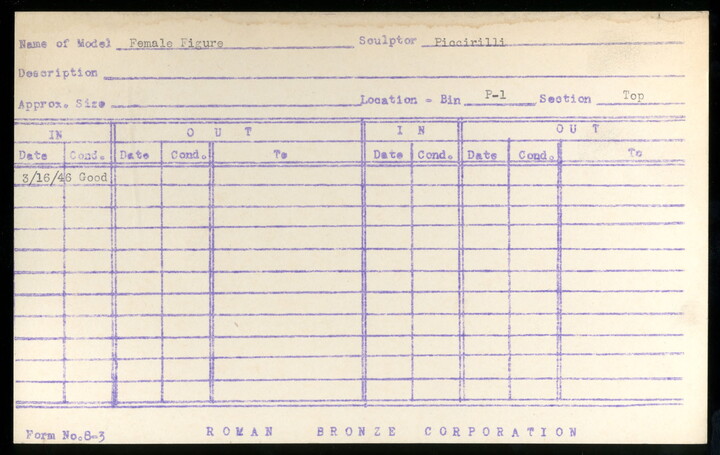 Name of Model Female Figure Sculptor Piccirilli
Description
Approx. Size Location - Bin P-1 Section Top
IN OUT IN OUT
Date Cond. Date Cond. To Date Cond. Date Cond. To
3/16/46 Good
Form No.8-3 ROMAN BRONZE CORPORATION